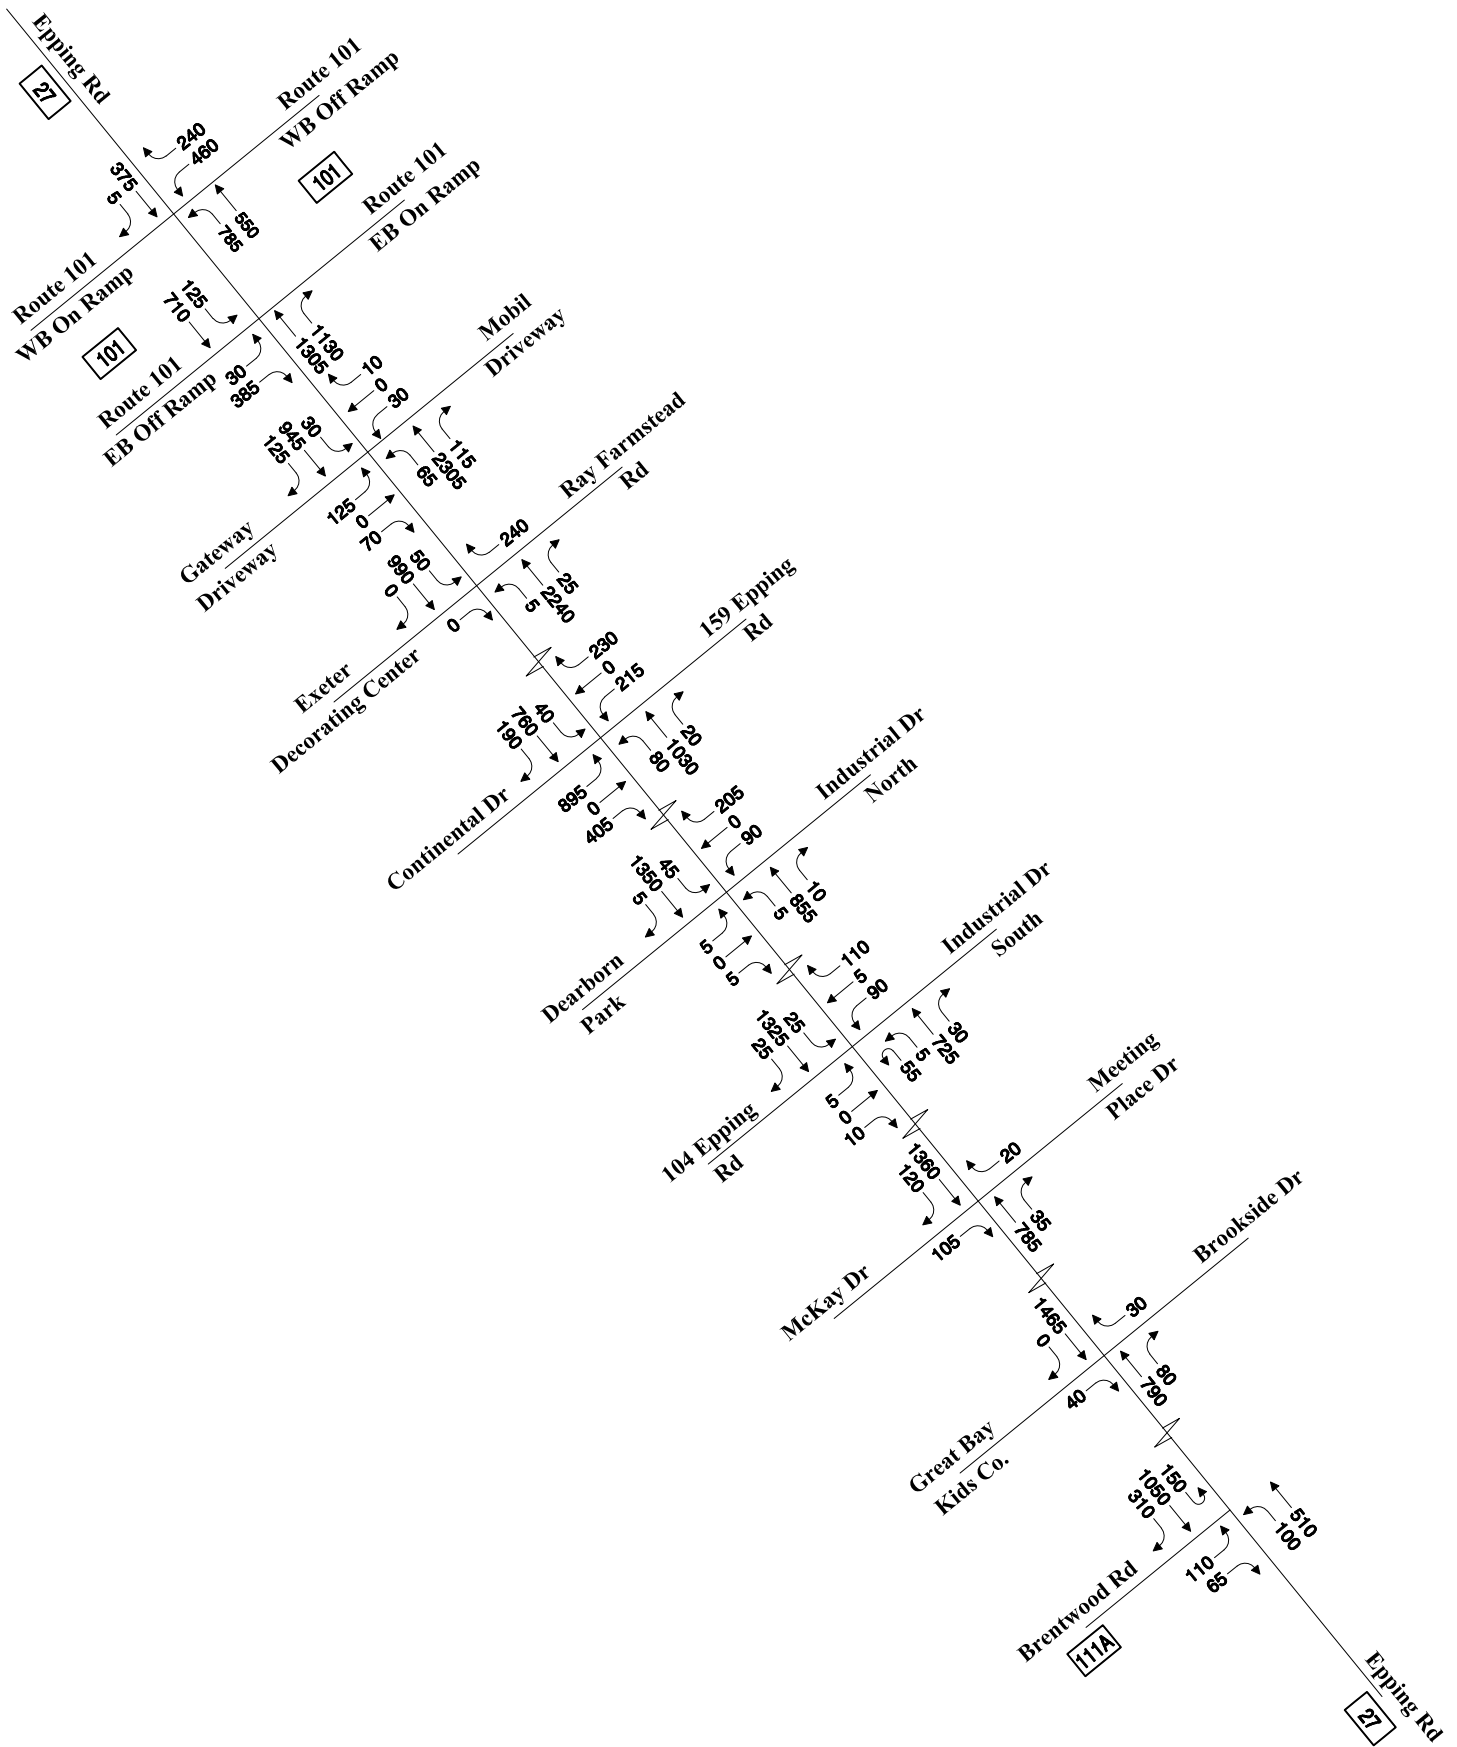 Epping Rd
27
Route 101
WB Off Ramp
240
460
375
5
550
785
101
Route 101
WB On Ramp
101
Route 101
EB On Ramp
125
710
1130
1305
30
385
Route 101
EB Off Ramp
Mobil
Driveway
10
0
30
30
945
125
115
2305
65
125
0
70
Gateway
Driveway
Ray Farmstead
Rd
240
50
990
0
25
2240
5
0
Exeter
Decorating Center
159 Epping
Rd
230
0
215
40
760
190
20
1030
80
895
0
405
Continental Dr
Industrial Dr
North
205
0
90
45
1350
5
10
855
5
5
0
5
Dearborn
Park
Industrial Dr
South
110
5
90
25
1325
25
30
725
5
55
5
0
10
104 Epping
Rd
Meeting
Place Dr
20
1360
120
35
785
105
McKay Dr
Brookside Dr
30
1465
0
80
790
40
Great Bay
Kids Co.
150
1050
310
510
100
110
65
Brentwood Rd
111A
Epping Rd
27